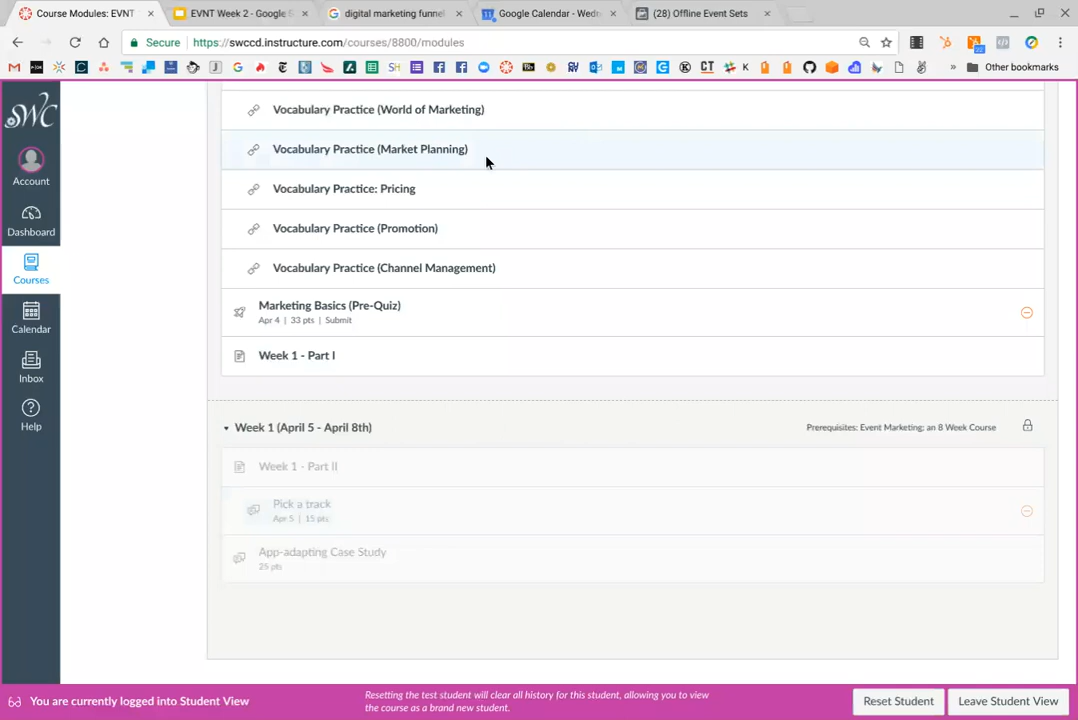 Course Modules: EVNT
EVNT Week 2 - Google S
digital marketing funnel
Google Calendar - Wedn
(28) Offline Event Sets
Secure
https://swccd.instructure.com/courses/8800/modules
Other bookmarks
SWC
Account
Dashboard
Courses
Calendar
Inbox
Help
Vocabulary Practice (World of Marketing)
Vocabulary Practice (Market Planning)
Vocabulary Practice: Pricing
Vocabulary Practice (Promotion)
Vocabulary Practice (Channel Management)
Marketing Basics (Pre-Quiz)
Apr 4 | 33 pts | Submit
Week 1 - Part I
Week 1 (April 5 - April 8th)
Prerequisites: Event Marketing; an 8 Week Course
Week 1 - Part II
Pick a track
Apr 5 | 15 pts
App-adapting Case Study
25 pts
You are currently logged into Student View
Resetting the test student will clear all history for this student, allowing you to view
the course as a brand new student.
Reset Student
Leave Student View